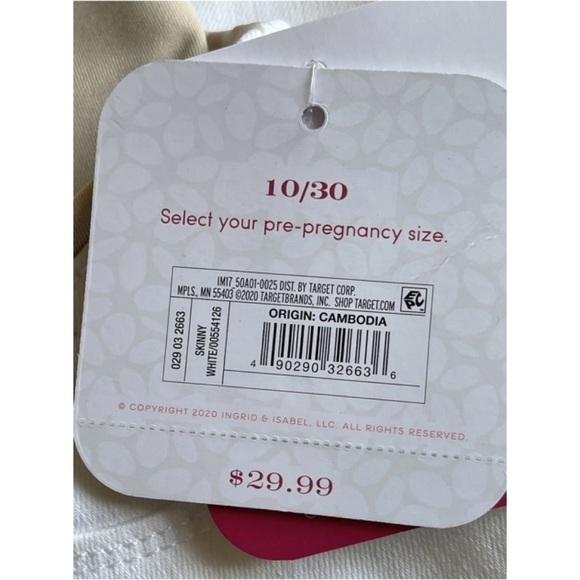 10/30
Select your pre-pregnancy size.
IM17_50A01-0025 DIST. BY TARGET CORP.
MPLS., MN 55403 ©2020 TARGETBRANDS, INC. SHOP TARGET.COM
EPC
029 03 2663
SKINNY
WHITE/00554126
ORIGIN: CAMBODIA
4 90290 32663 6
© COPYRIGHT 2020 INGRID & ISABEL, LLC. ALL RIGHTS RESERVED.
$29.99